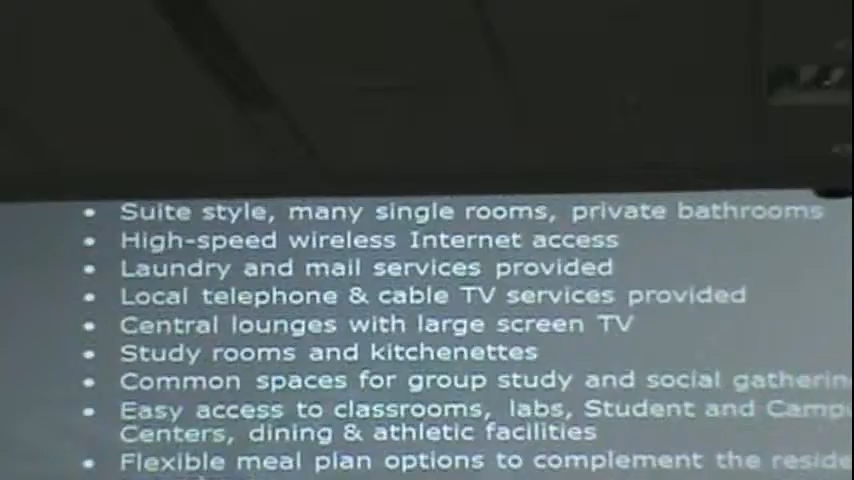 • Suite style, many single rooms, private bathrooms
• High-speed wireless Internet access
• Laundry and mail services provided
• Local telephone & cable TV services provided
• Central lounges with large screen TV
• Study rooms and kitchenettes
• Common spaces for group study and social
• Easy access to classrooms, labs, Student and
Centers, dining & athletic facilities
• Flexible meal plan options to complement the